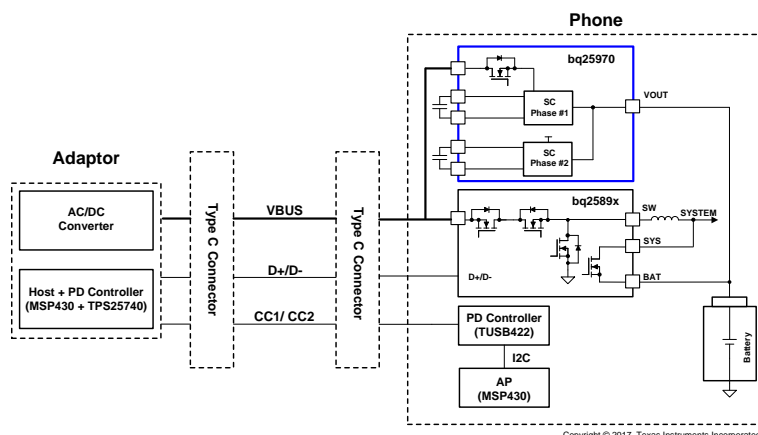 Phone
bq25970
SC
Phase #1
VOUT
SC
Phase #2
Adaptor
AC/DC
Converter
Host + PD Controller
(MSP430 + TPS25740)
Type C Connector
VBUS
D+/D-
CC1/ CC2
Type C Connector
bq2589x
SW
SYSTEM
SYS
BAT
D+/D-
PD Controller
(TUSB422)
I2C
AP
(MSP430)
Battery
Copyright © 2017, Texas Instruments Incorporated